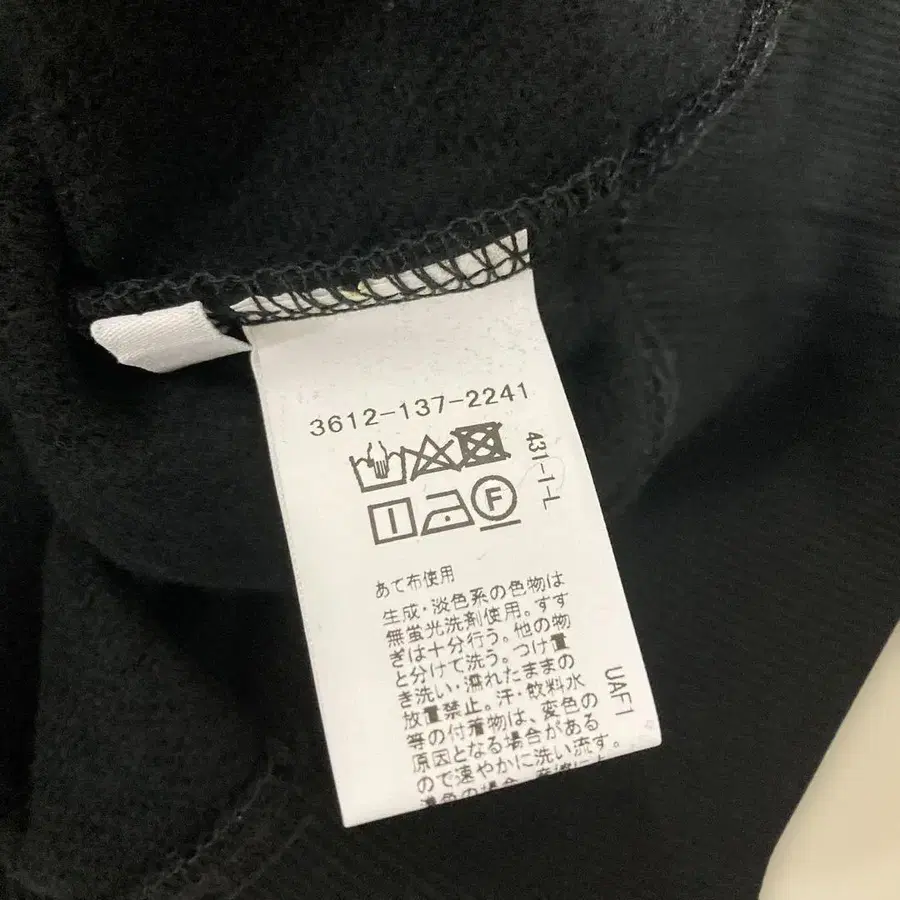 3612-137-2241
431-1-L
F
あて布使用
生成・淡色系の色物は
無蛍光洗剤使用。すす
ぎは十分行う。他の物
と分けて洗う。つけ置
き洗い・濡れたままの
放置禁止。汗・飲料水
等の付着物は、変色の
原因となる場合がある
ので速やかに洗い流す。
UAF1